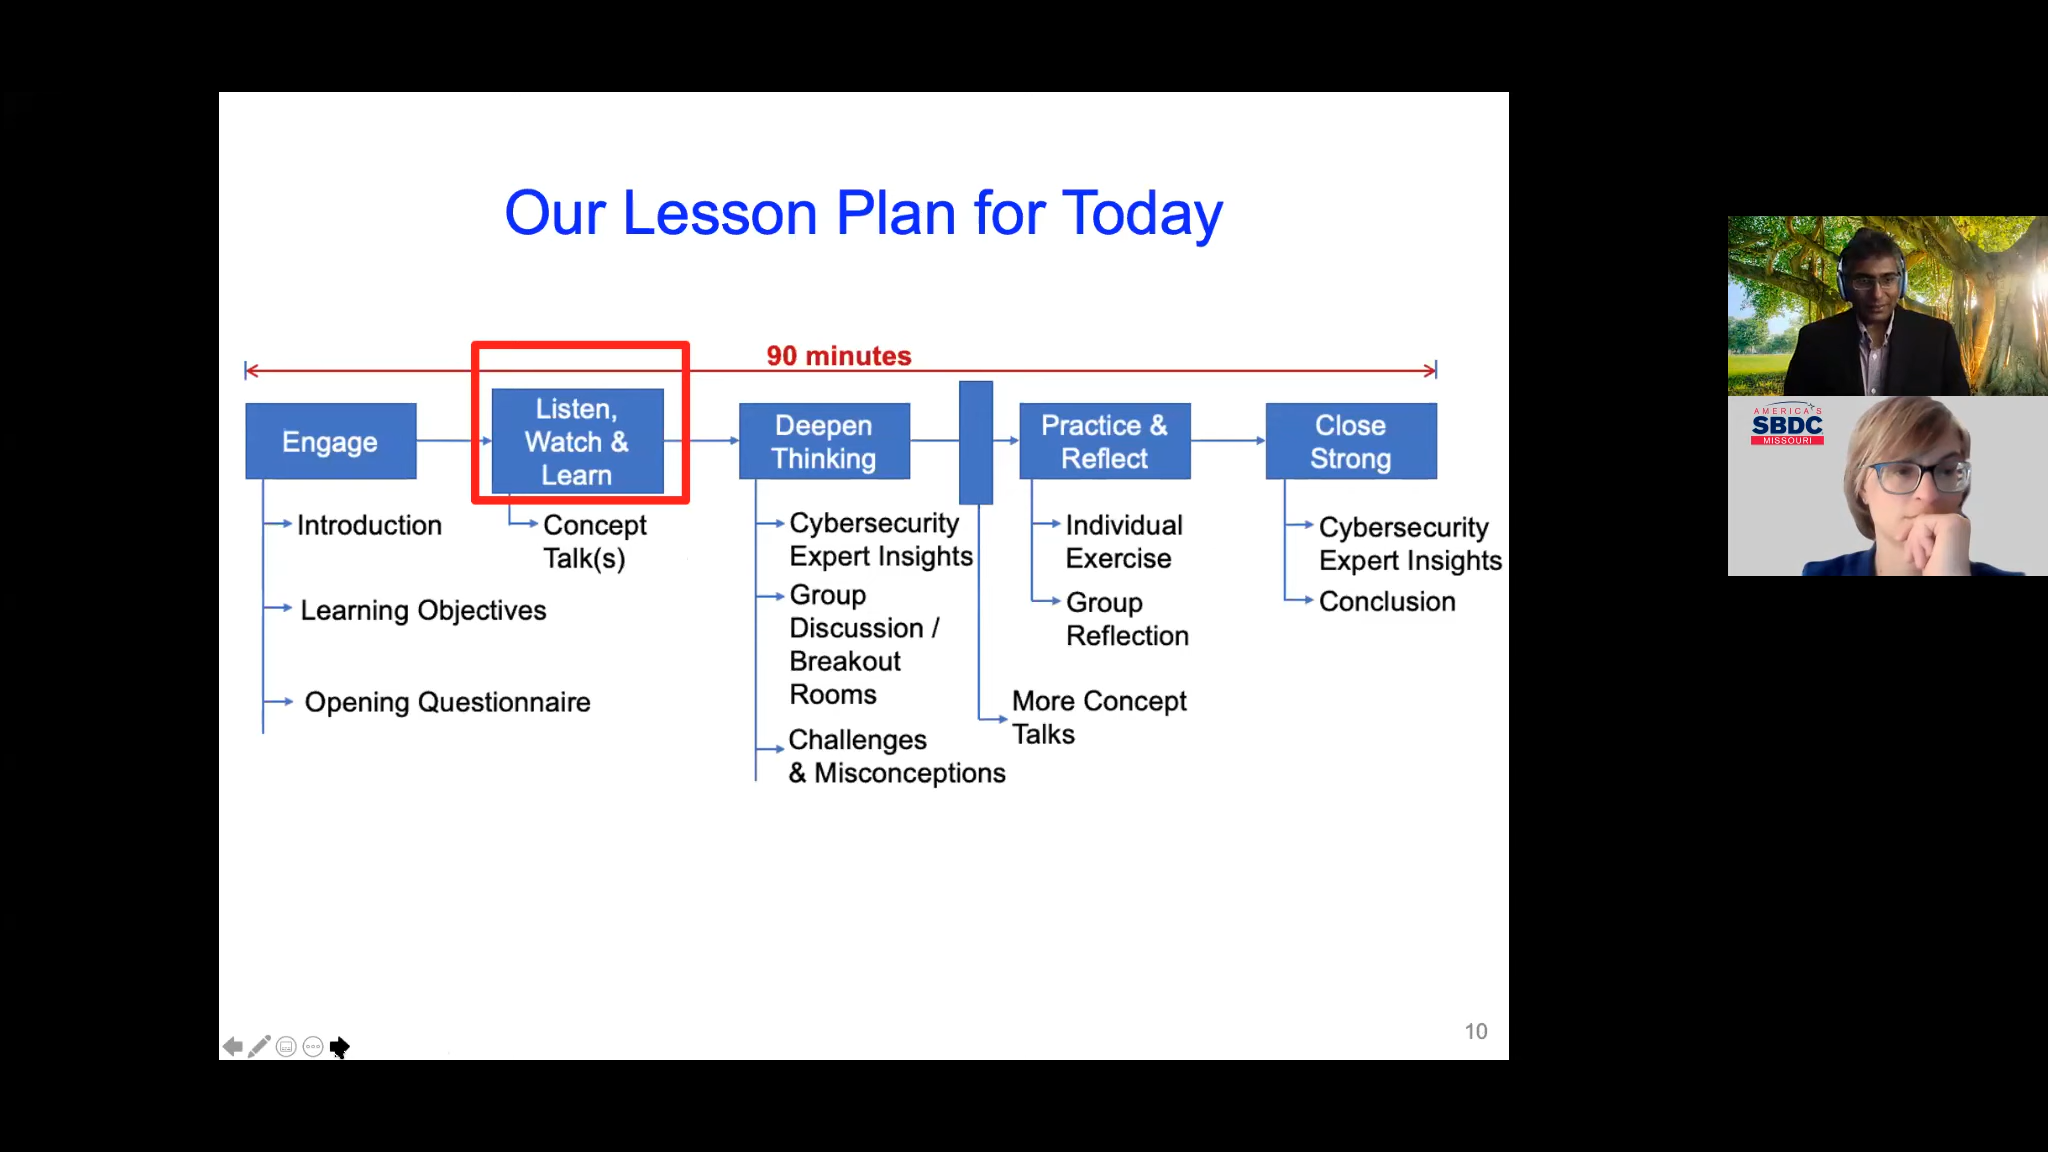 Our Lesson Plan for Today
90 minutes
Engage
Introduction
Learning Objectives
Opening Questionnaire
Listen,
Watch &
Learn
Concept
Talk(s)
Deepen
Thinking
Cybersecurity
Expert Insights
Group
Discussion /
Breakout
Rooms
Challenges
& Misconceptions
More Concept
Talks
Practice &
Reflect
Individual
Exercise
Group
Reflection
Close
Strong
Cybersecurity
Expert Insights
Conclusion
10
AMERICA'S
SBDC
MISSOURI